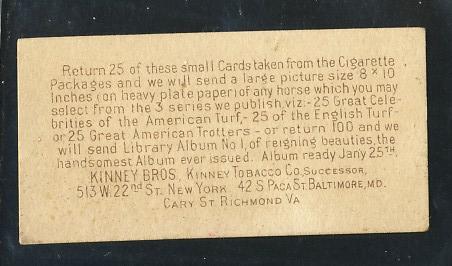 Return 25 of these small Cards taken from the Cigarette
Packages and we will send a large picture size 8 x 10
Inches (on heavy plate paper) of any horse which you may
select from the 3 series we publish, viz:- 25 Great Cele-
brities of the American Turf,- 25 of the English Turf-
or 25 Great American Trotters - or return 100 and we
will send Library Album No 1, of reigning beauties, the
handsomest Album ever issued. Album ready Jany 25TH.
KINNEY BROS, KINNEY TOBACCO CO, SUCCESSOR,
513 W. 22nd ST. NEW YORK. 42 S PACA ST. BALTIMORE, MD.
CARY ST. RICHMOND VA